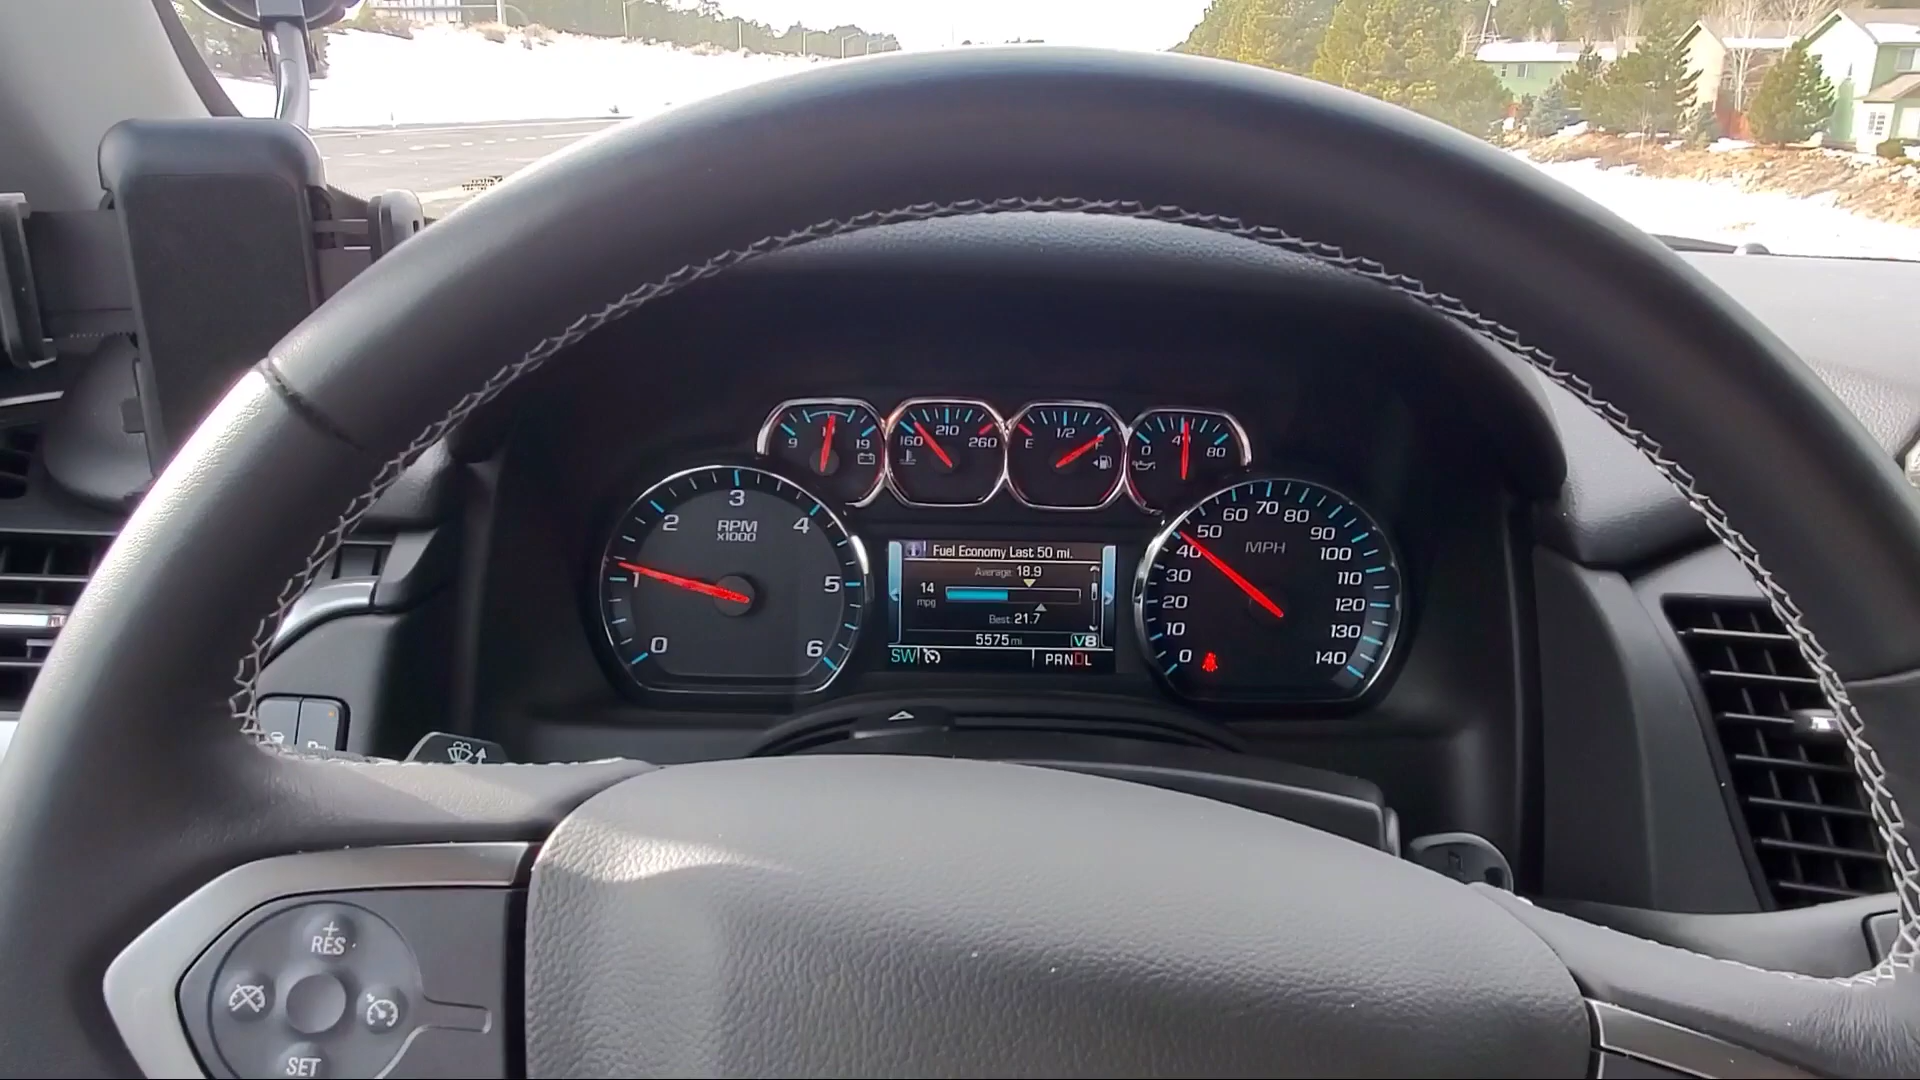 9 19
160 210 260
E 1/2 F
0 40 80
0 1 2 3 4 5 6
RPM
x1000
Fuel Economy Last 50 mi.
Average: 18.9
14
mpg
Best: 21.7
5575 mi V8
SW PRNDL
0 10 20 30 40 50 60 70 80 90 100 110 120 130 140
MPH
+
RES
SET